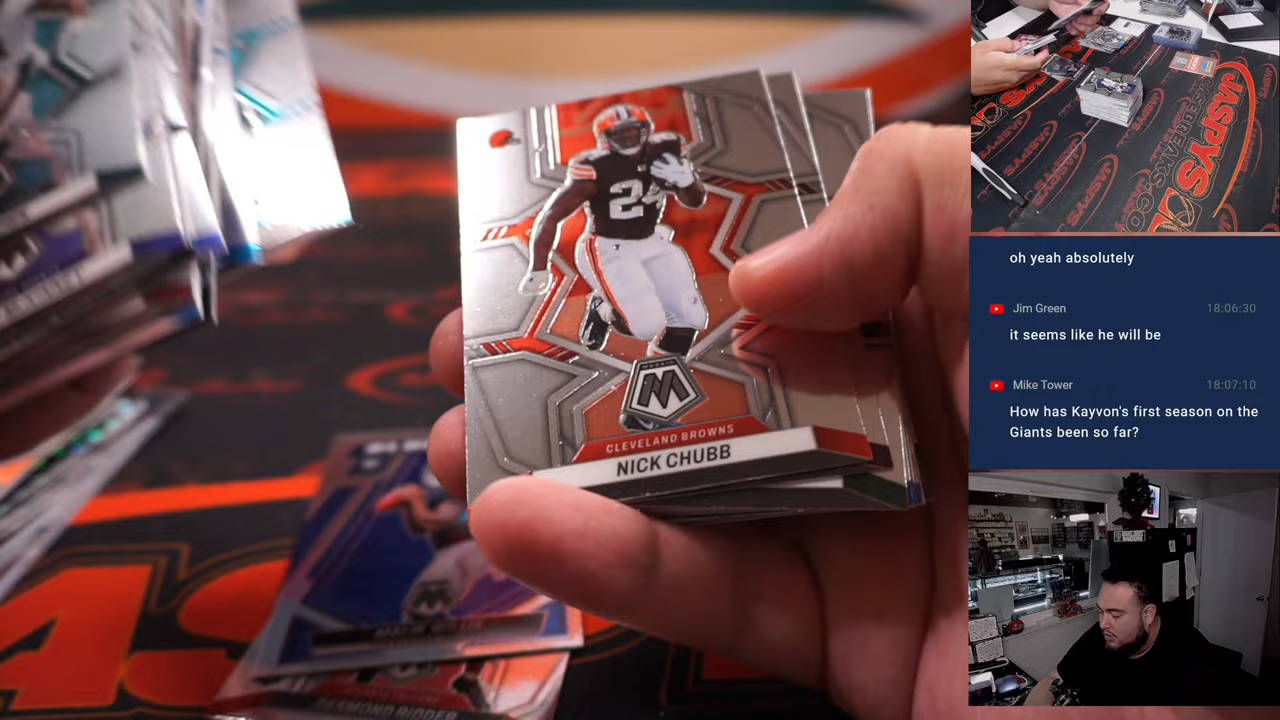 24
M
CLEVELAND BROWNS
NICK CHUBB
DESMOND RIDDER
JASPYS
CASEBREAKS.CO
oh yeah absolutely
Jim Green 18:06:30
it seems like he will be
Mike Tower 18:07:10
How has Kayvon's first season on the
Giants been so far?